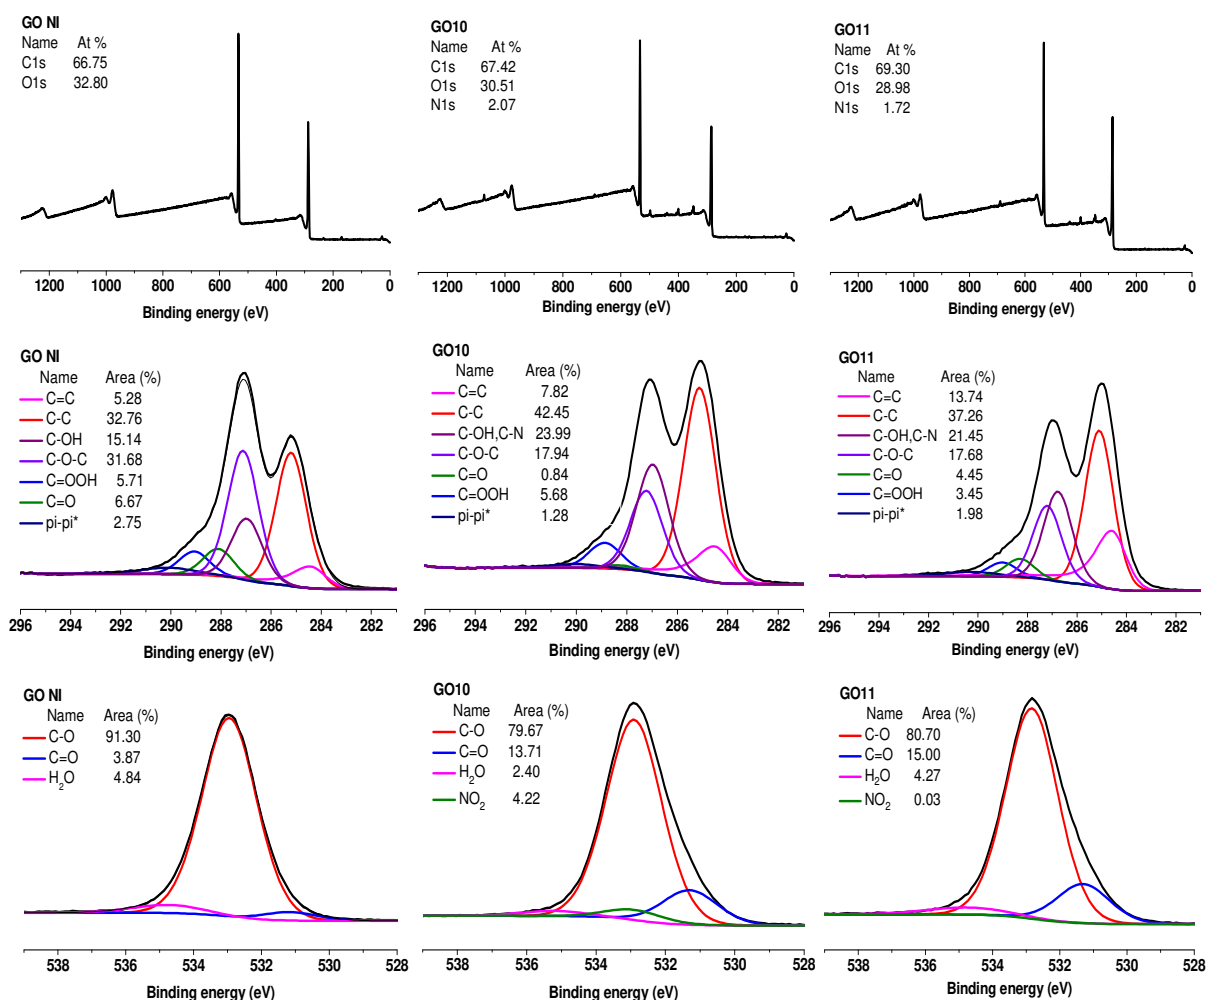 GO NI
Name At %
C1s 66.75
O1s 32.80
1200 1000 800 600 400 200 0
Binding energy (eV)
GO10
Name At %
C1s 67.42
O1s 30.51
N1s 2.07
1200 1000 800 600 400 200 0
Binding energy (eV)
GO11
Name At %
C1s 69.30
O1s 28.98
N1s 1.72
1200 1000 800 600 400 200 0
Binding energy (eV)
GO NI
Name Area (%)
C=C 5.28
C-C 32.76
C-OH 15.14
C-O-C 31.68
C=OOH 5.71
C=O 6.67
pi-pi* 2.75
296 294 292 290 288 286 284 282
Binding energy (eV)
GO10
Name Area (%)
C=C 7.82
C-C 42.45
C-OH,C-N 23.99
C-O-C 17.94
C=O 0.84
C=OOH 5.68
pi-pi* 1.28
296 294 292 290 288 286 284 282
Binding energy (eV)
GO11
Name Area (%)
C=C 13.74
C-C 37.26
C-OH,C-N 21.45
C-O-C 17.68
C=O 4.45
C=OOH 3.45
pi-pi* 1.98
296 294 292 290 288 286 284 282
Binding energy (eV)
GO NI
Name Area (%)
C-O 91.30
C=O 3.87
H2O 4.84
538 536 534 532 530 528
Binding energy (eV)
GO10
Name Area (%)
C-O 79.67
C=O 13.71
H2O 2.40
NO2 4.22
538 536 534 532 530 528
Binding energy (eV)
GO11
Name Area (%)
C-O 80.70
C=O 15.00
H2O 4.27
NO2 0.03
538 536 534 532 530 528
Binding energy (eV)